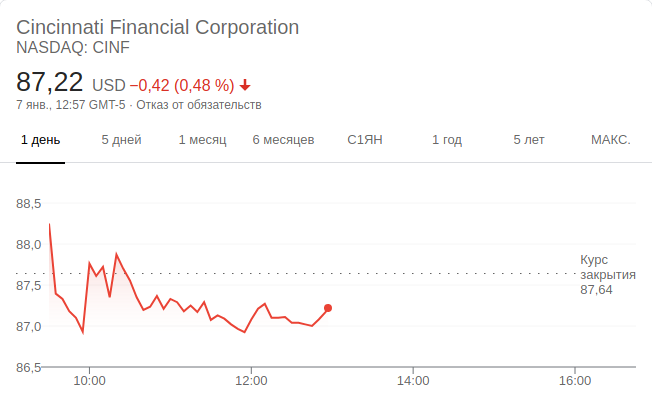 Cincinnati Financial Corporation
NASDAQ: CINF
87,22 USD −0,42 (0,48 %)
7 янв., 12:57 GMT-5 · Отказ от обязательств
1 день 5 дней 1 месяц 6 месяцев С1ЯН 1 год 5 лет МАКС.
88,5
88,0
Курс
закрытия
87,64
87,5
87,0
86,5
10:00 12:00 14:00 16:00